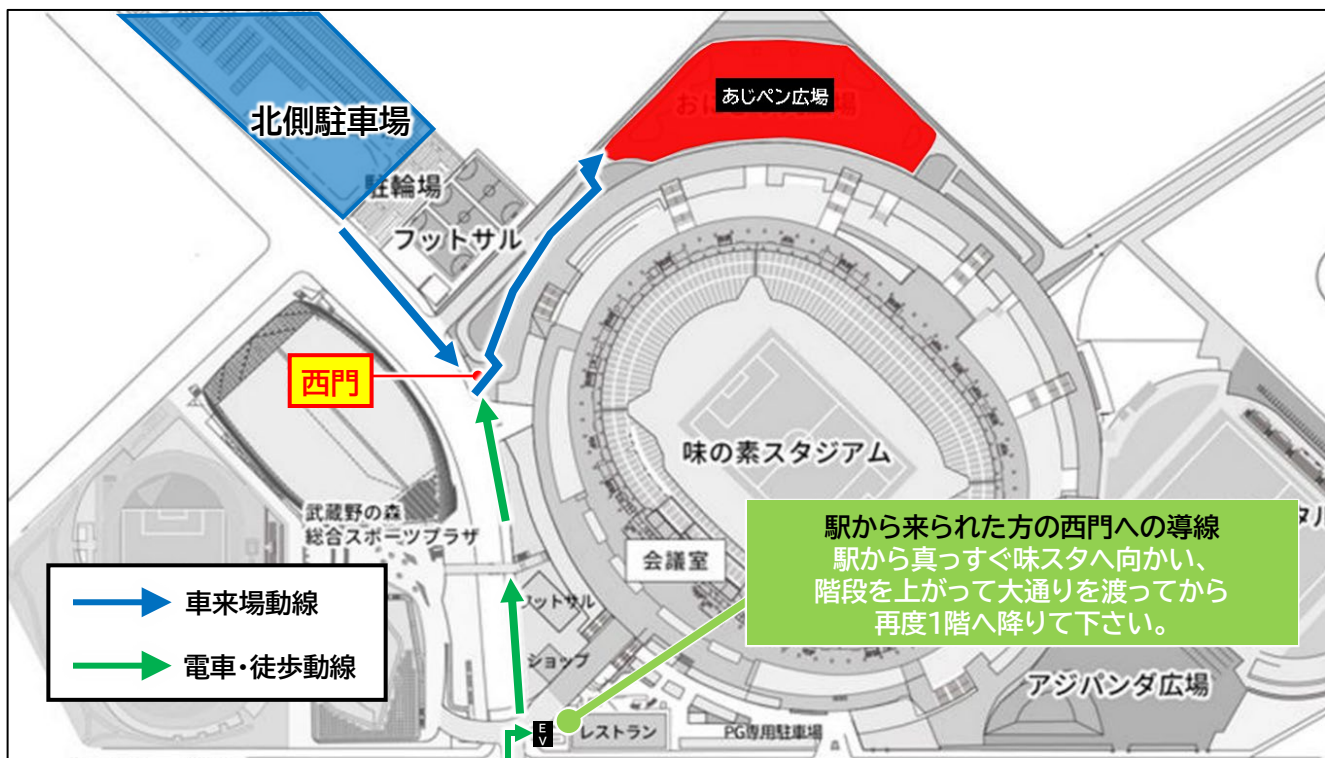 北側駐車場
あじペン広場
駐輪場
フットサル
西門
味の素スタジアム
武蔵野の森
総合スポーツプラザ
会議室
駅から来られた方の西門への導線
駅から真っすぐ味スタへ向かい、
階段を上がって大通りを渡ってから
再度1階へ降りて下さい。
車来場動線
電車・徒歩動線
フットサル
ショップ
アジパンダ広場
EV
レストラン
PG専用駐車場